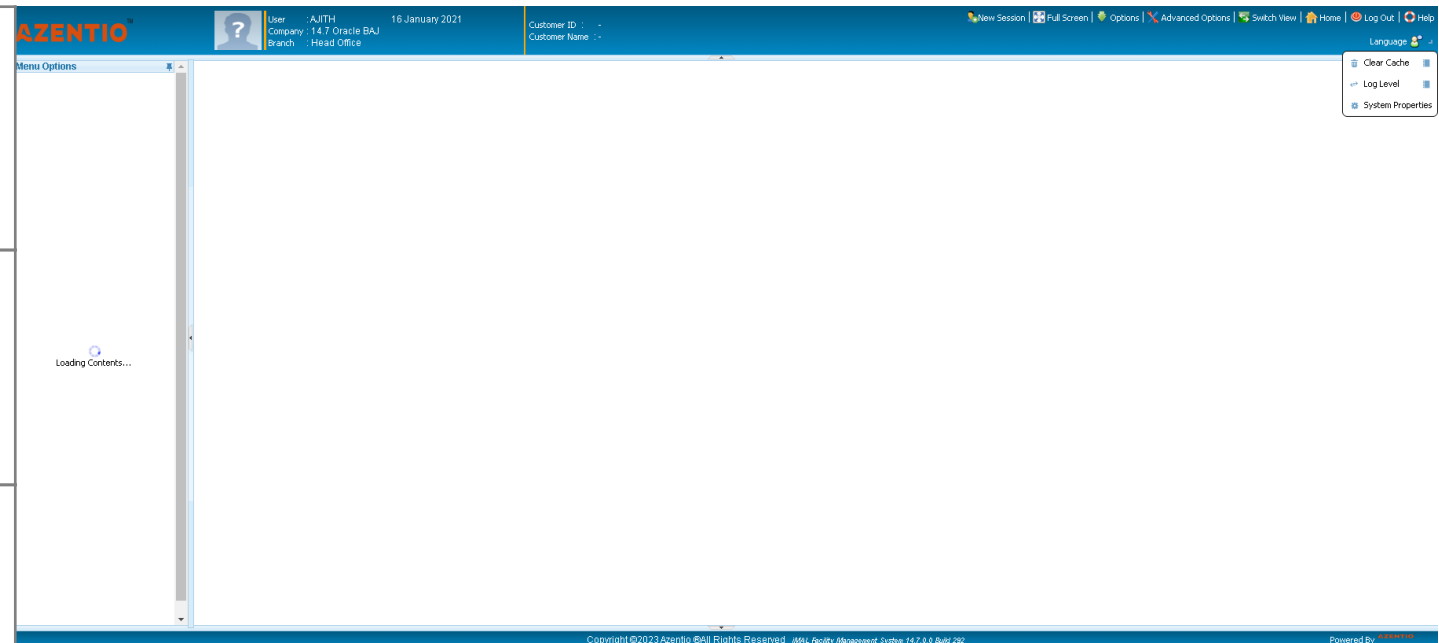 AZENTIO™
User : AJITH 16 January 2021
Company : 14.7 Oracle BAJ
Branch : Head Office
Customer ID : -
Customer Name : -
New Session | Full Screen | Options | Advanced Options | Switch View | Home | Log Out | Help
Language
Menu Options
Clear Cache
Log Level
System Properties
Loading Contents...
Copyright ©2023 Azentio ®All Rights Reserved iMAL Facility Management System 14.7.0.0 Build 292
Powered By AZENTIO